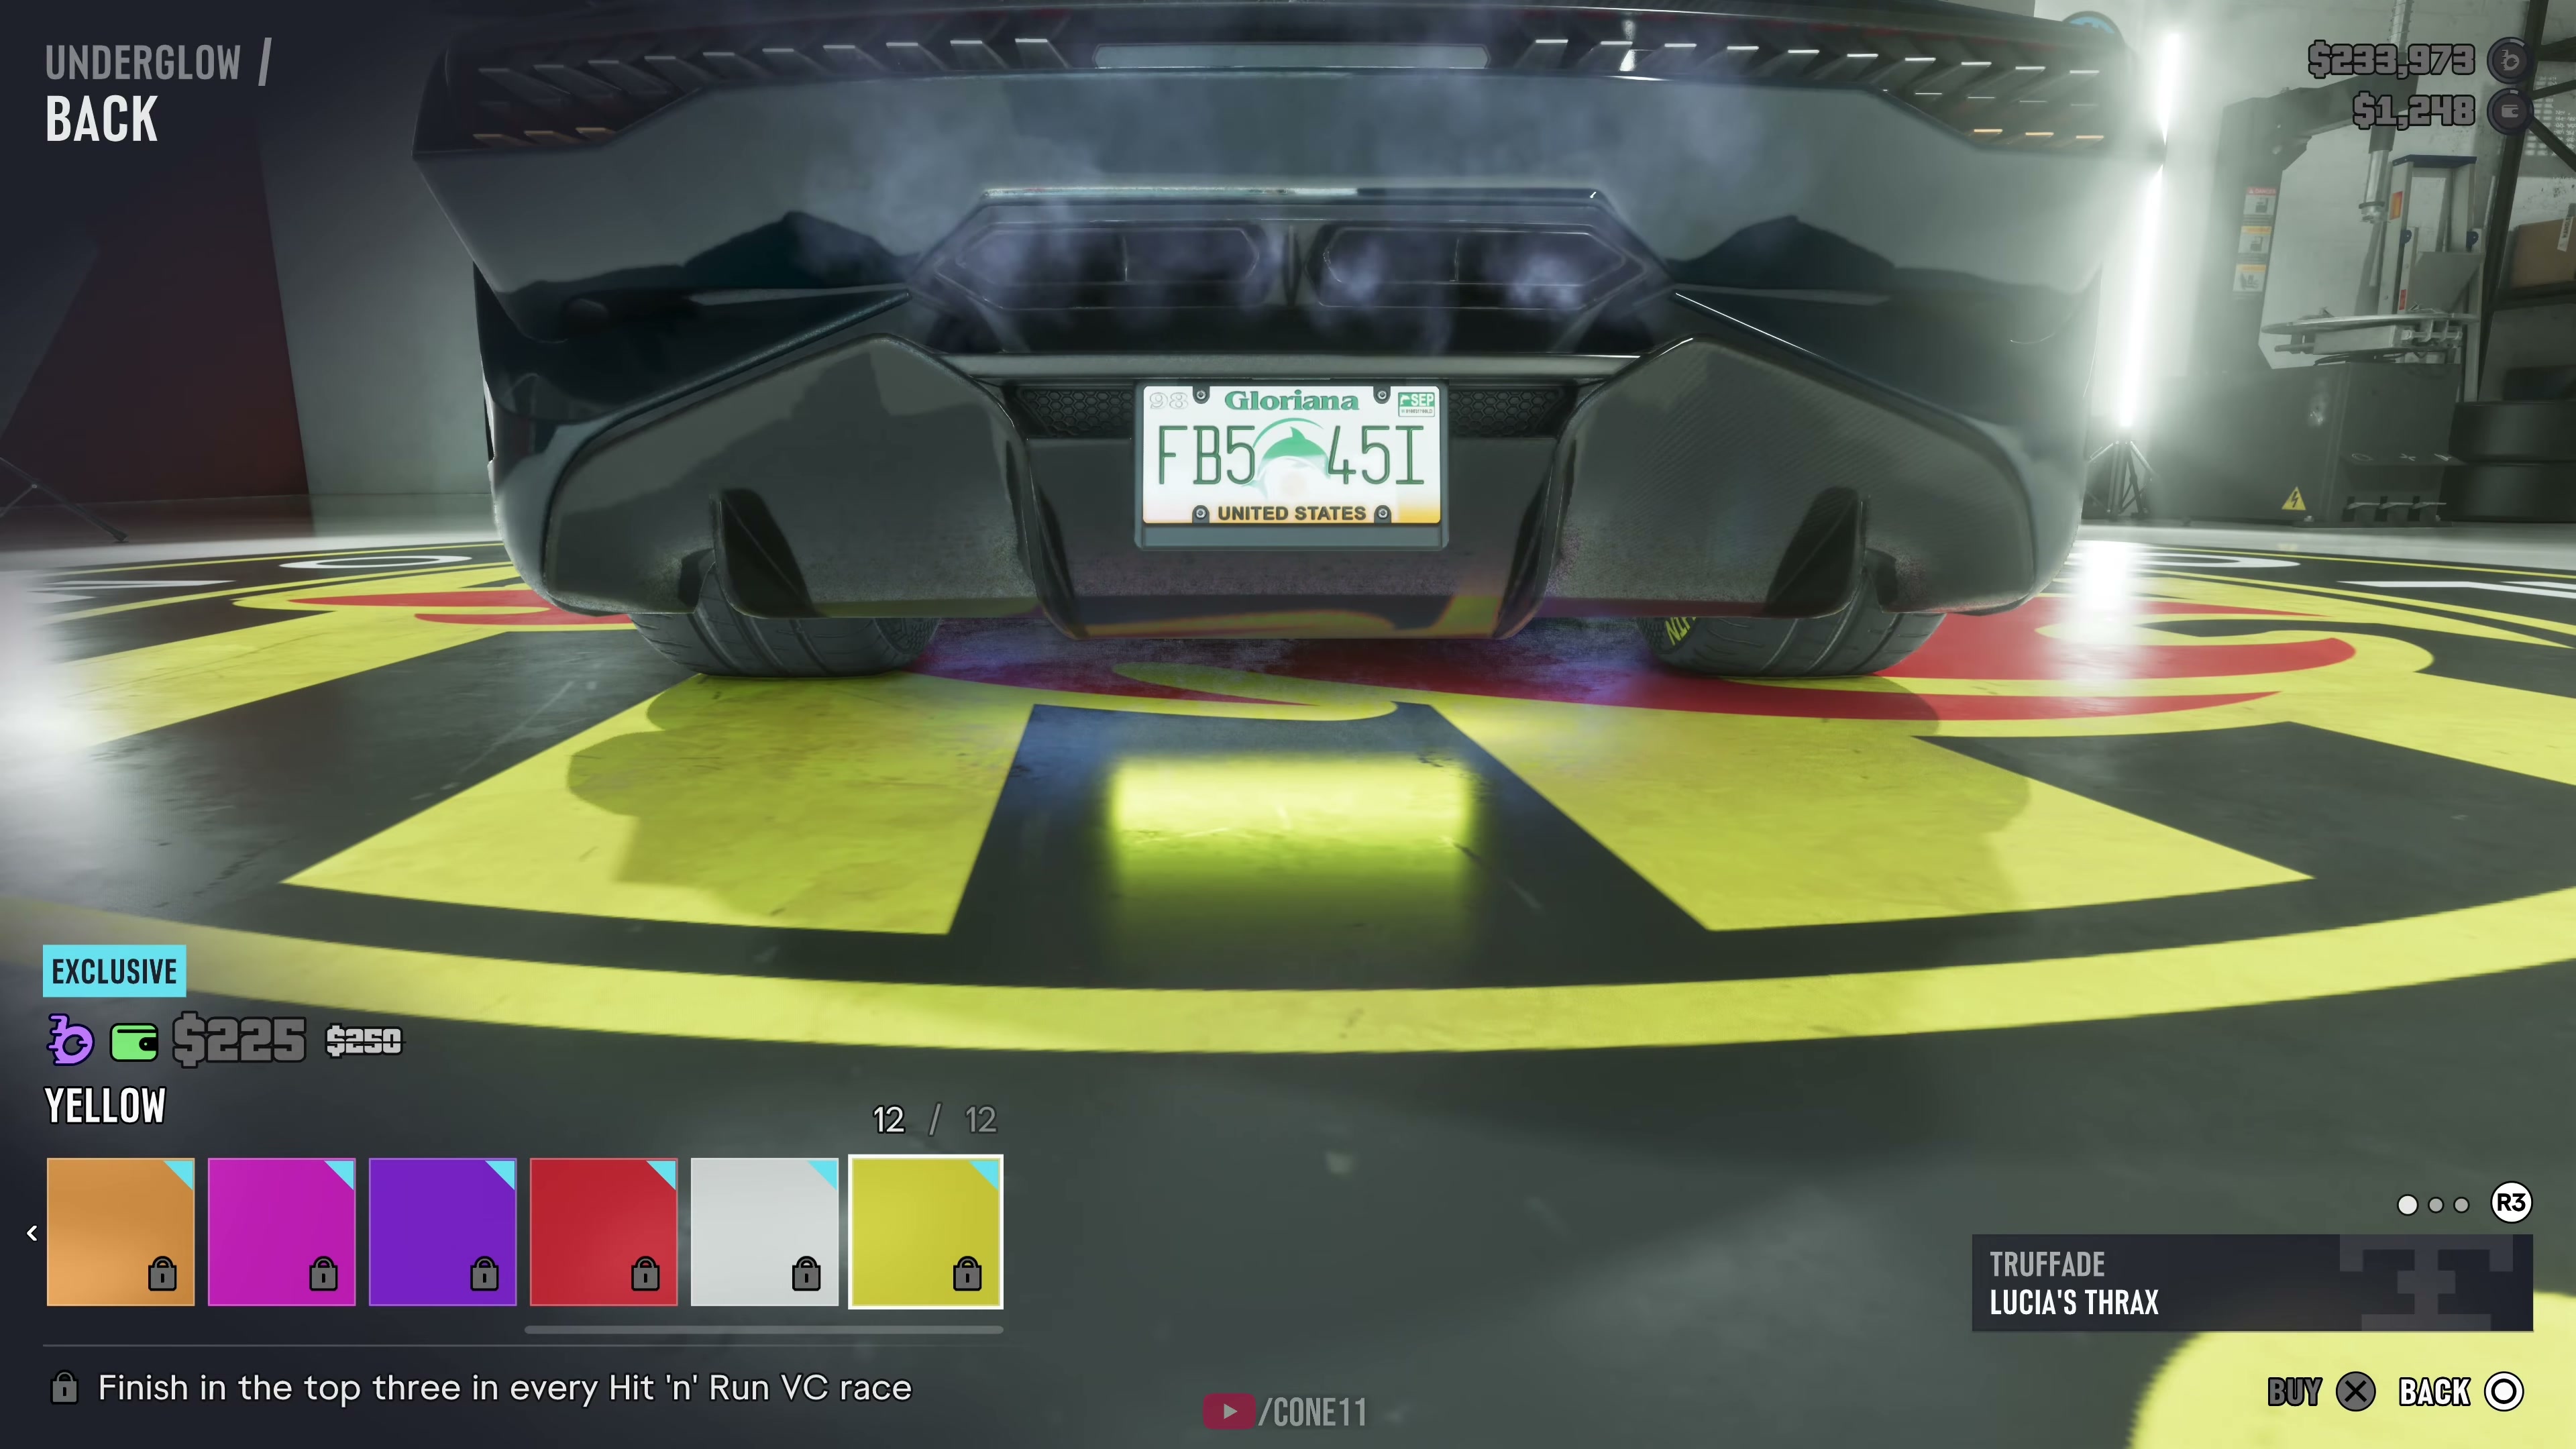 UNDERGLOW /
BACK
$233,973
$1,248
98 Gloriana SEP
FB5 45I
UNITED STATES
EXCLUSIVE
$225 $250
YELLOW
12 / 12
R3
TRUFFADE
LUCIA'S THRAX
Finish in the top three in every Hit 'n' Run VC race
/CONE11
BUY BACK